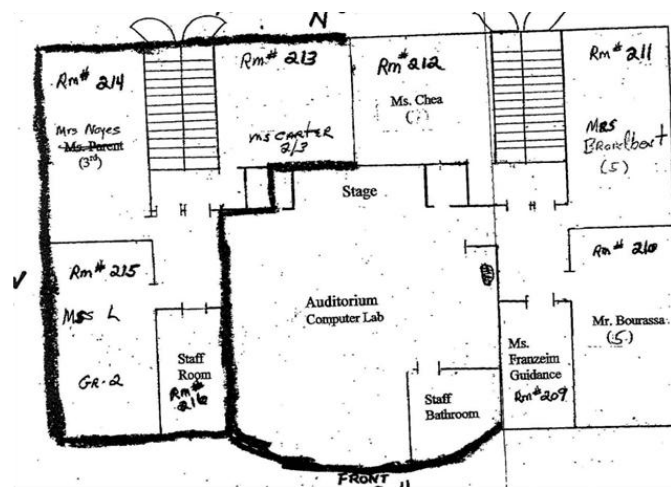 N
Rm# 214
Mrs Noyes
Ms. Parent
(3rd)
Rm# 213
Ms CARTER
2/3
Rm# 212
Ms. Chea
Rm# 211
MRS
(5)
Stage
Rm# 215
L
GR-2
Staff
Room
Rm#
216
Auditorium
Computer Lab
Staff
Bathroom
Ms.
Franzeim
Guidance
Rm# 209
Rm# 210
Mr. Bourassa
(5)
FRONT